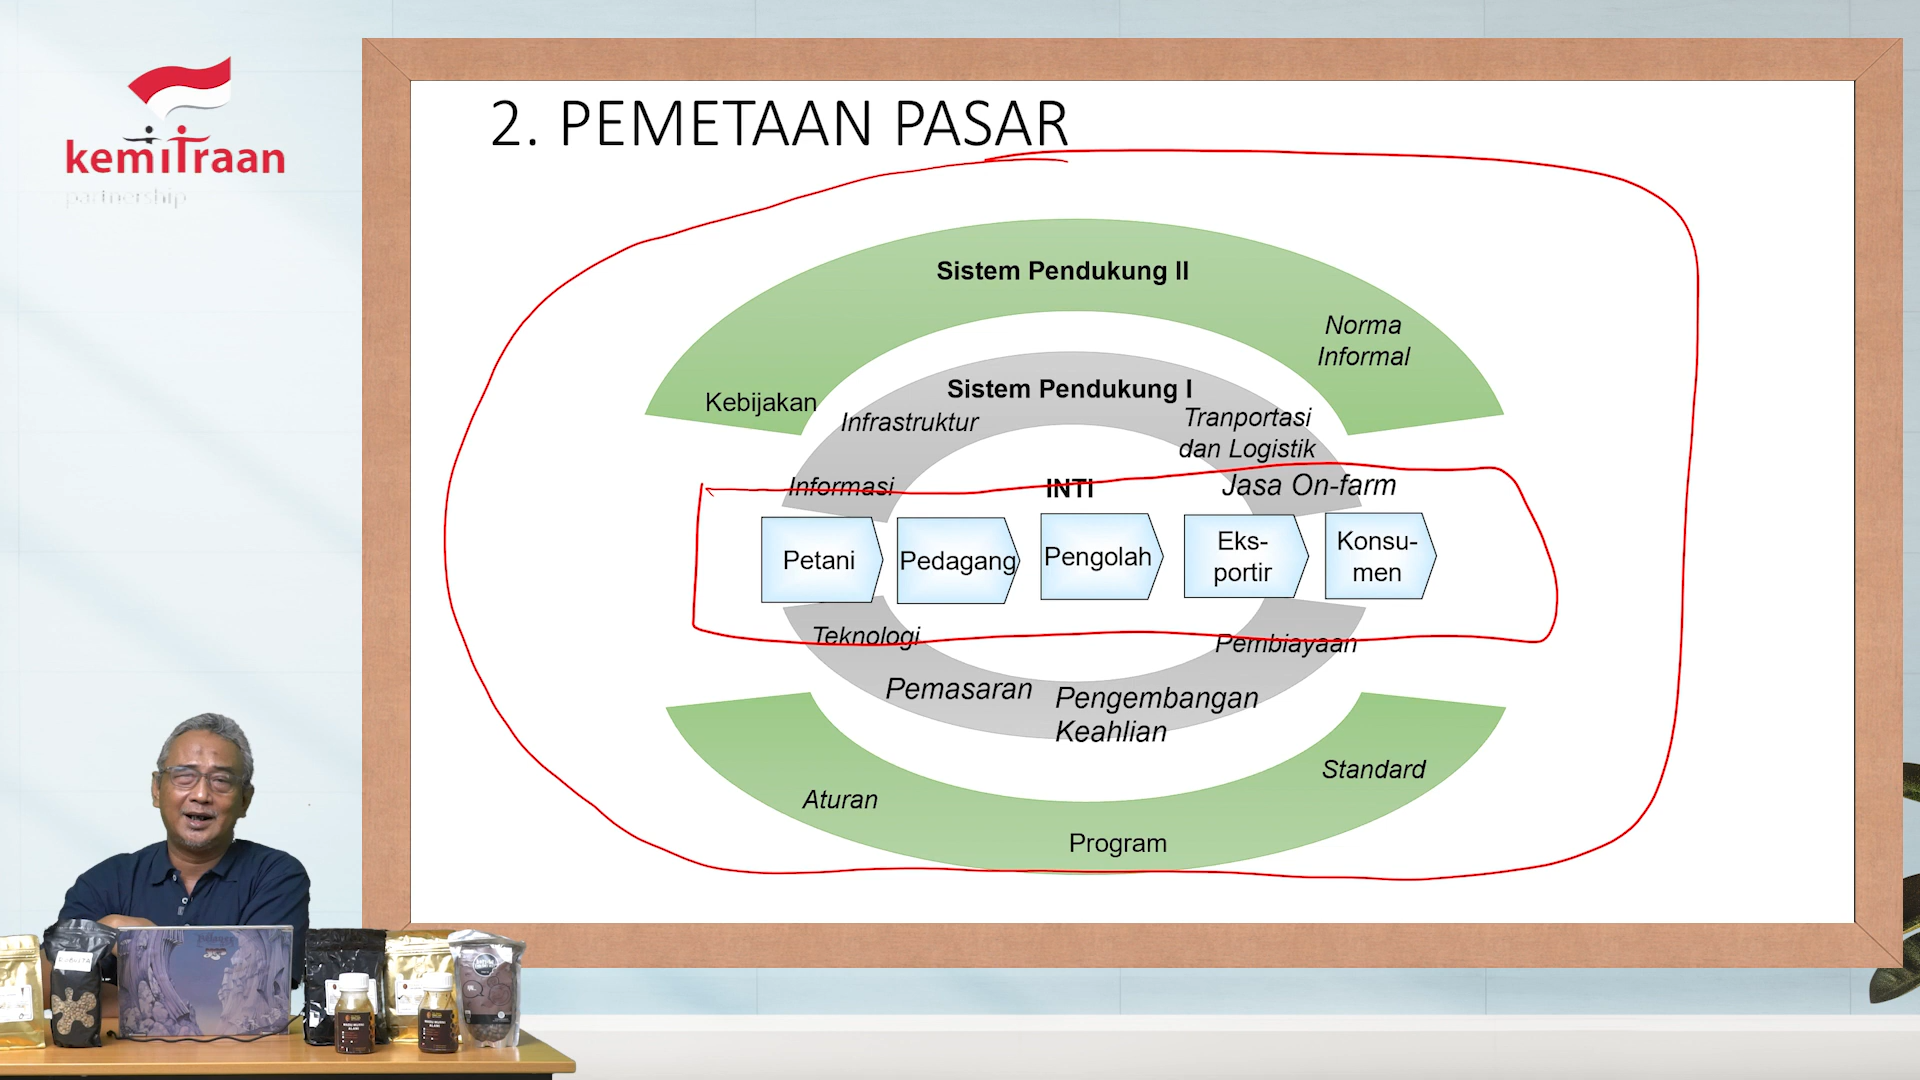 kemitraan
partnership
2. PEMETAAN PASAR
Sistem Pendukung II
Norma
Informal
Kebijakan
Sistem Pendukung I
Infrastruktur
Tranportasi
dan Logistik
Informasi
INTI
Jasa On-farm
Petani
Pedagang
Pengolah
Eks-
portir
Konsu-
men
Teknologi
Pembiayaan
Pemasaran
Pengembangan
Keahlian
Standard
Aturan
Program